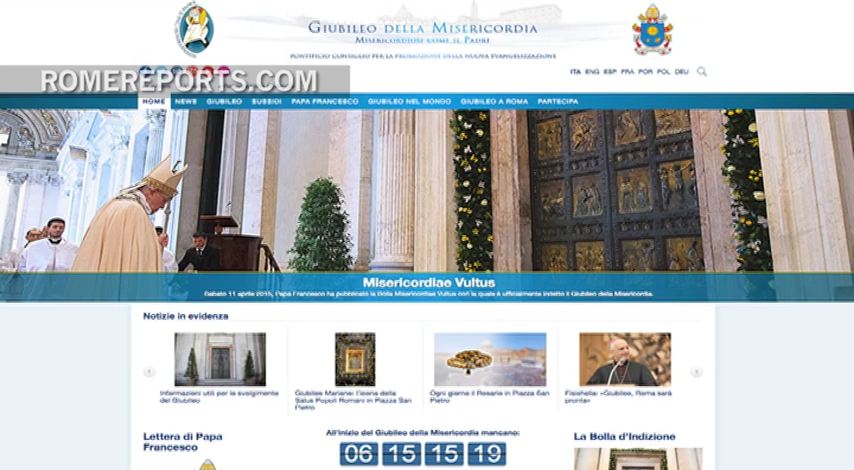 GIUBILEO DELLA MISERICORDIA
MISERICORDIOSI COME IL PADRE
PONTIFICIO CONSIGLIO PER LA PROMOZIONE DELLA NUOVA EVANGELIZZAZIONE
ROMEREPORTS.COM
ITA ENG ESP FRA POR POL DEU
HOME NEWS GIUBILEO SUSSIDI PAPA FRANCESCO GIUBILEO NEL MONDO GIUBILEO A ROMA PARTECIPA
Misericordiae Vultus
Sabato 11 aprile 2015, Papa Francesco ha pubblicato la Bolla Misericordiae Vultus con la quale è ufficialmente indetto il Giubileo della Misericordia.
Notizie in evidenza
Informazioni utili per lo svolgimento
del Giubileo
Giubileo Mariano: l'icona della
Salus Populi Romani in Piazza San
Pietro
Ogni giorno il Rosario in Piazza San
Pietro
Fisichella: «Giubileo, Roma sarà
pronta»
Lettera di Papa
Francesco
All'inizio del Giubileo della Misericordia mancano:
06 15 15 19
La Bolla d'Indizione